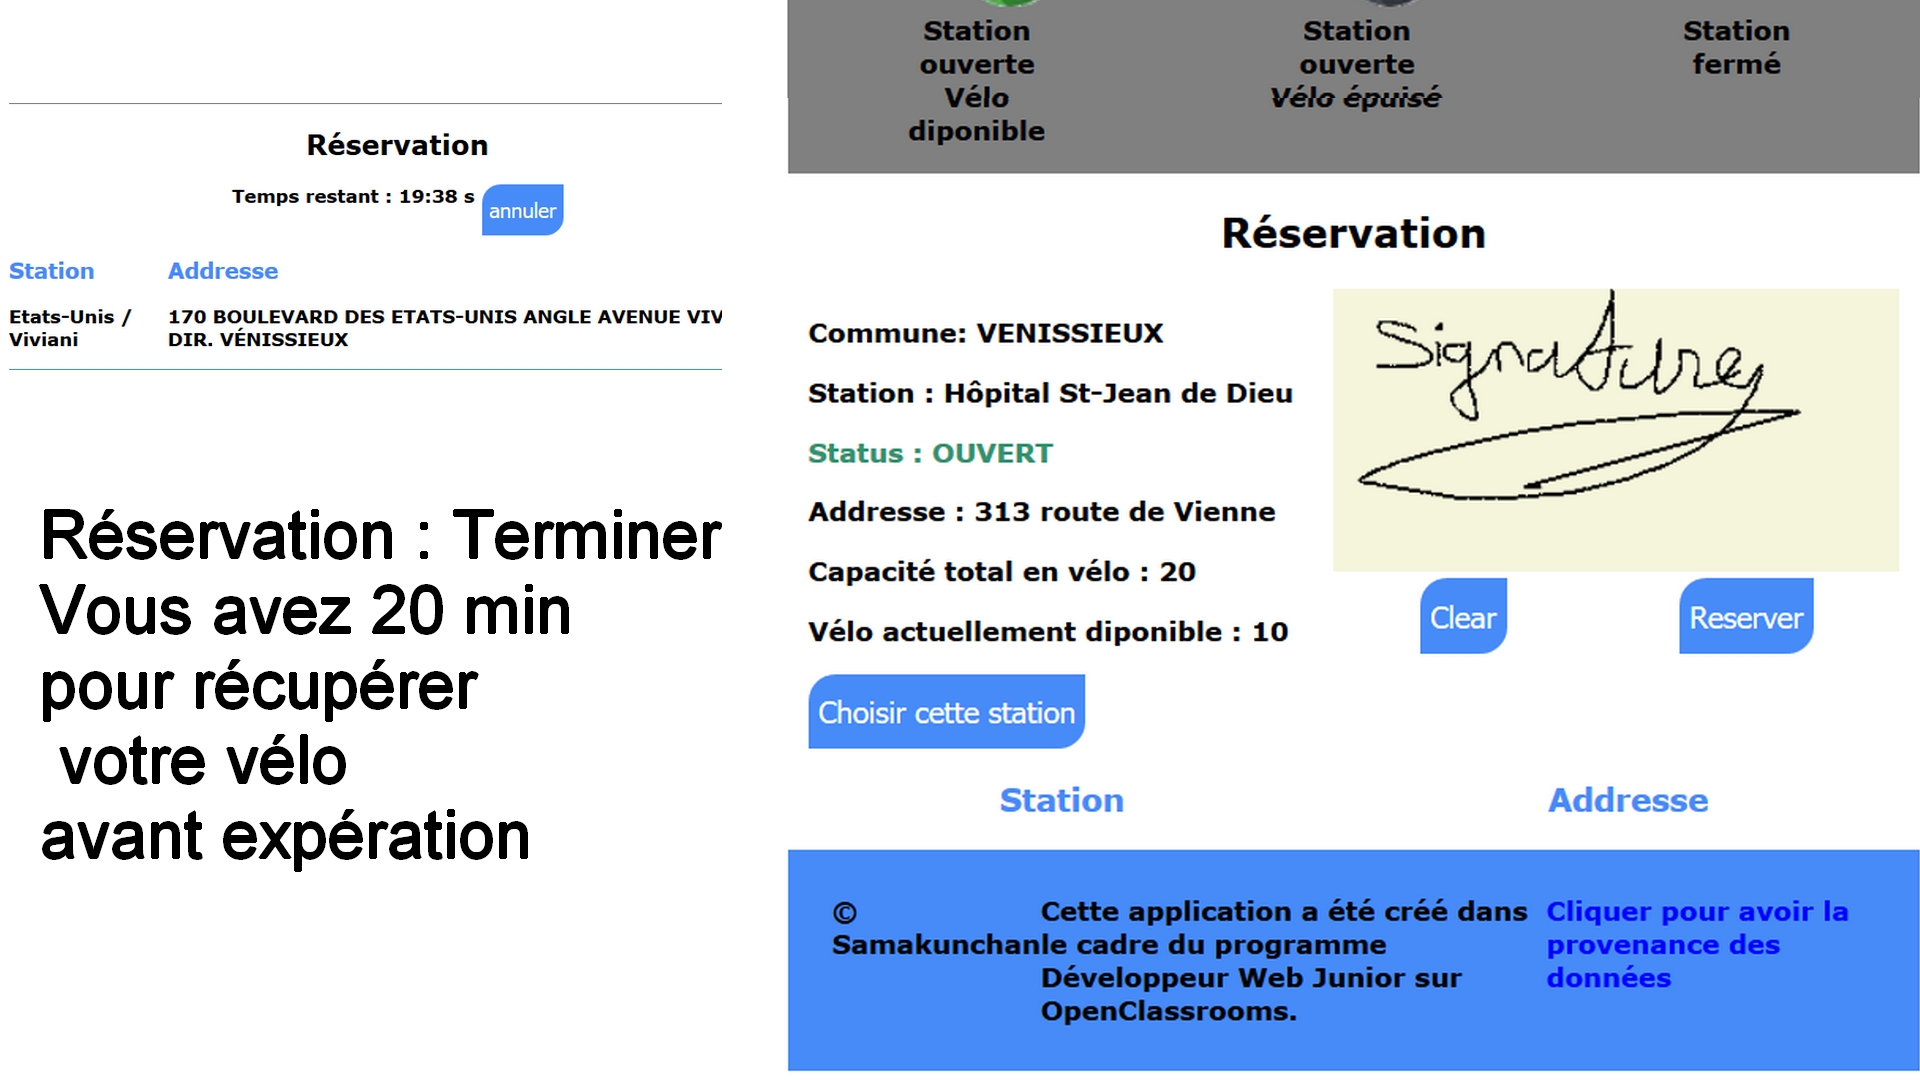 Réservation
Temps restant : 19:38 s
annuler
Station
Addresse
Etats-Unis /
Viviani
170 BOULEVARD DES ETATS-UNIS ANGLE AVENUE VIV
DIR. VÉNISSIEUX
Réservation : Terminer
Vous avez 20 min
pour récupérer
votre vélo
avant expération
Station
ouverte
Vélo
diponible
Station
ouverte
Vélo épuisé
Station
fermé
Réservation
Commune: VENISSIEUX
Station : Hôpital St-Jean de Dieu
Status : OUVERT
Addresse : 313 route de Vienne
Capacité total en vélo : 20
Vélo actuellement diponible : 10
Choisir cette station
Signature
Clear
Reserver
Station
Addresse
©
Samakunchan
Cette application a été créé dans
le cadre du programme
Développeur Web Junior sur
OpenClassrooms.
Cliquer pour avoir la
provenance des
données